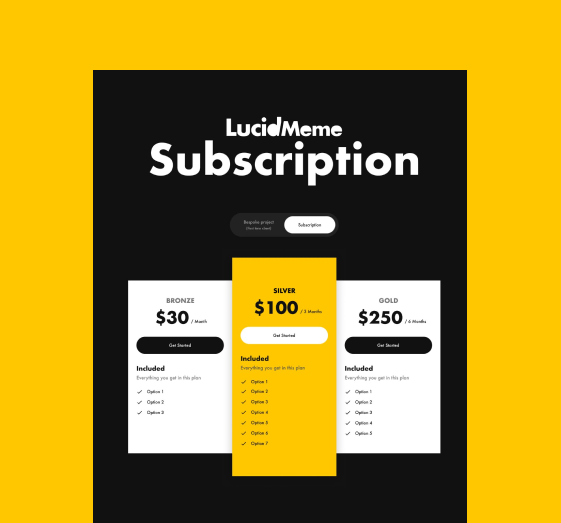 LucidMeme
Subscription
Bespoke project
Subscription
BRONZE
$30 / Month
Get Started
Included
Everything you get in this plan
Option 1
Option 2
Option 3
SILVER
$100 / 3 Months
Get Started
Included
Everything you get in this plan
Option 1
Option 2
Option 3
Option 4
Option 5
Option 6
Option 7
GOLD
$250 / 6 Months
Get Started
Included
Everything you get in this plan
Option 1
Option 2
Option 3
Option 4
Option 5